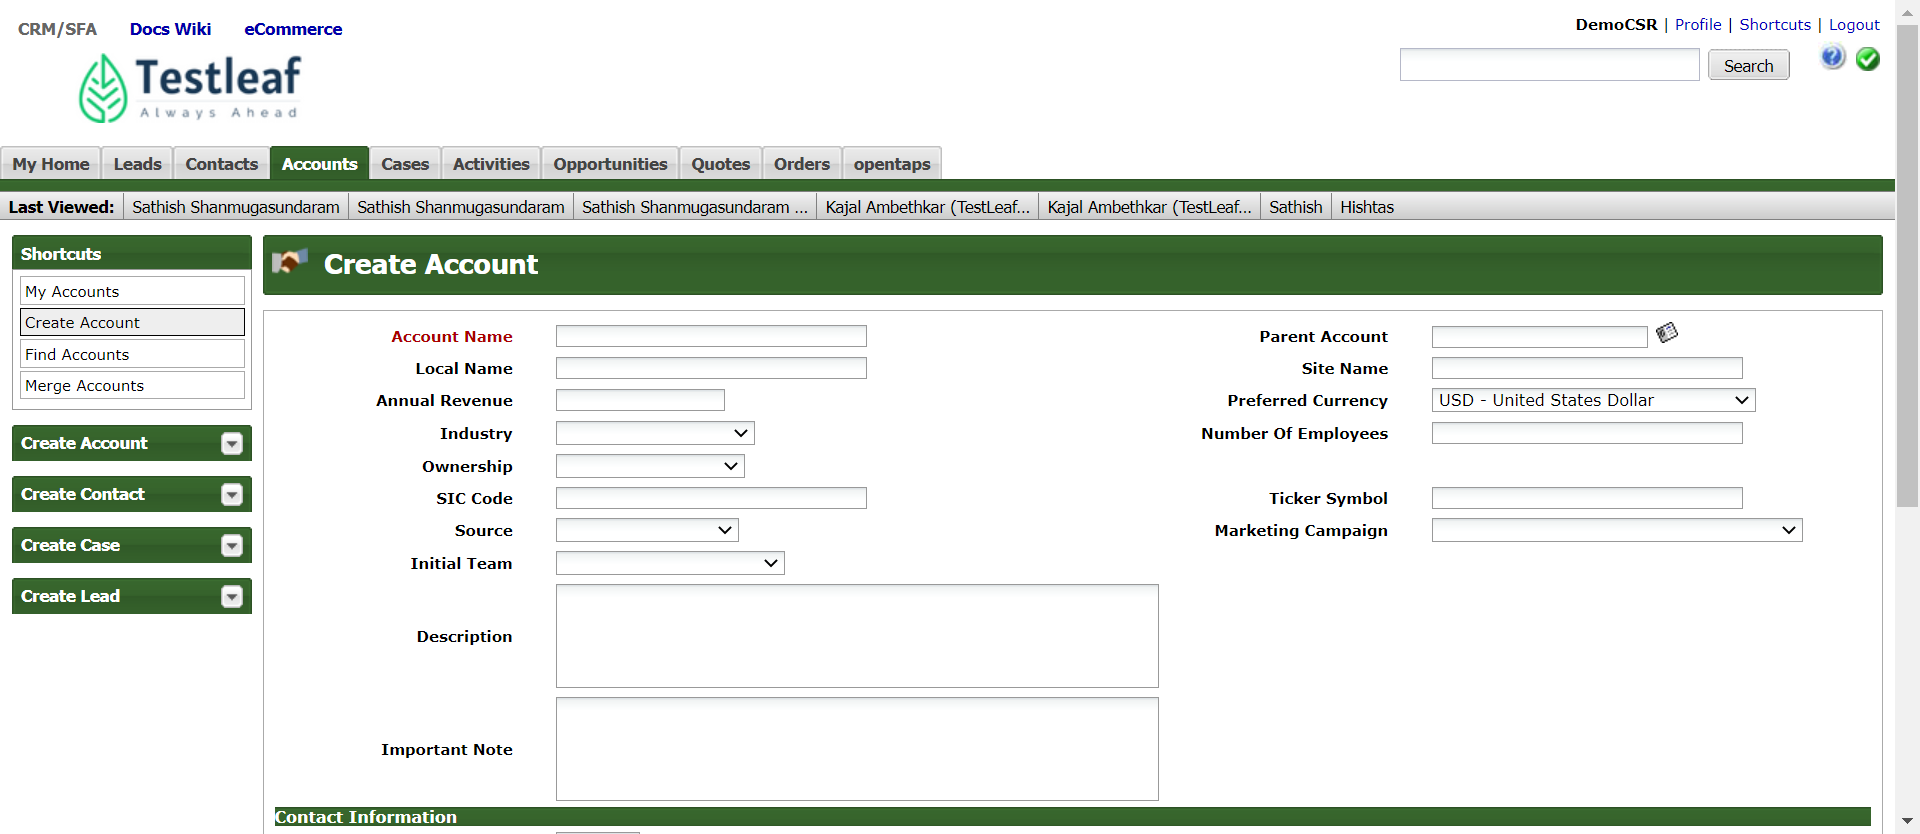 CRM/SFA Docs Wiki eCommerce
DemoCSR | Profile | Shortcuts | Logout
Search
Testleaf
Always Ahead
My Home Leads Contacts Accounts Cases Activities Opportunities Quotes Orders opentaps
Last Viewed: Sathish Shanmugasundaram Sathish Shanmugasundaram Sathish Shanmugasundaram ... Kajal Ambethkar (TestLeaf... Kajal Ambethkar (TestLeaf... Sathish Hishtas
Shortcuts
My Accounts
Create Account
Find Accounts
Merge Accounts
Create Account
Create Contact
Create Case
Create Lead
Create Account
Account Name Parent Account
Local Name Site Name
Annual Revenue Preferred Currency USD - United States Dollar
Industry Number Of Employees
Ownership
SIC Code Ticker Symbol
Source Marketing Campaign
Initial Team
Description
Important Note
Contact Information